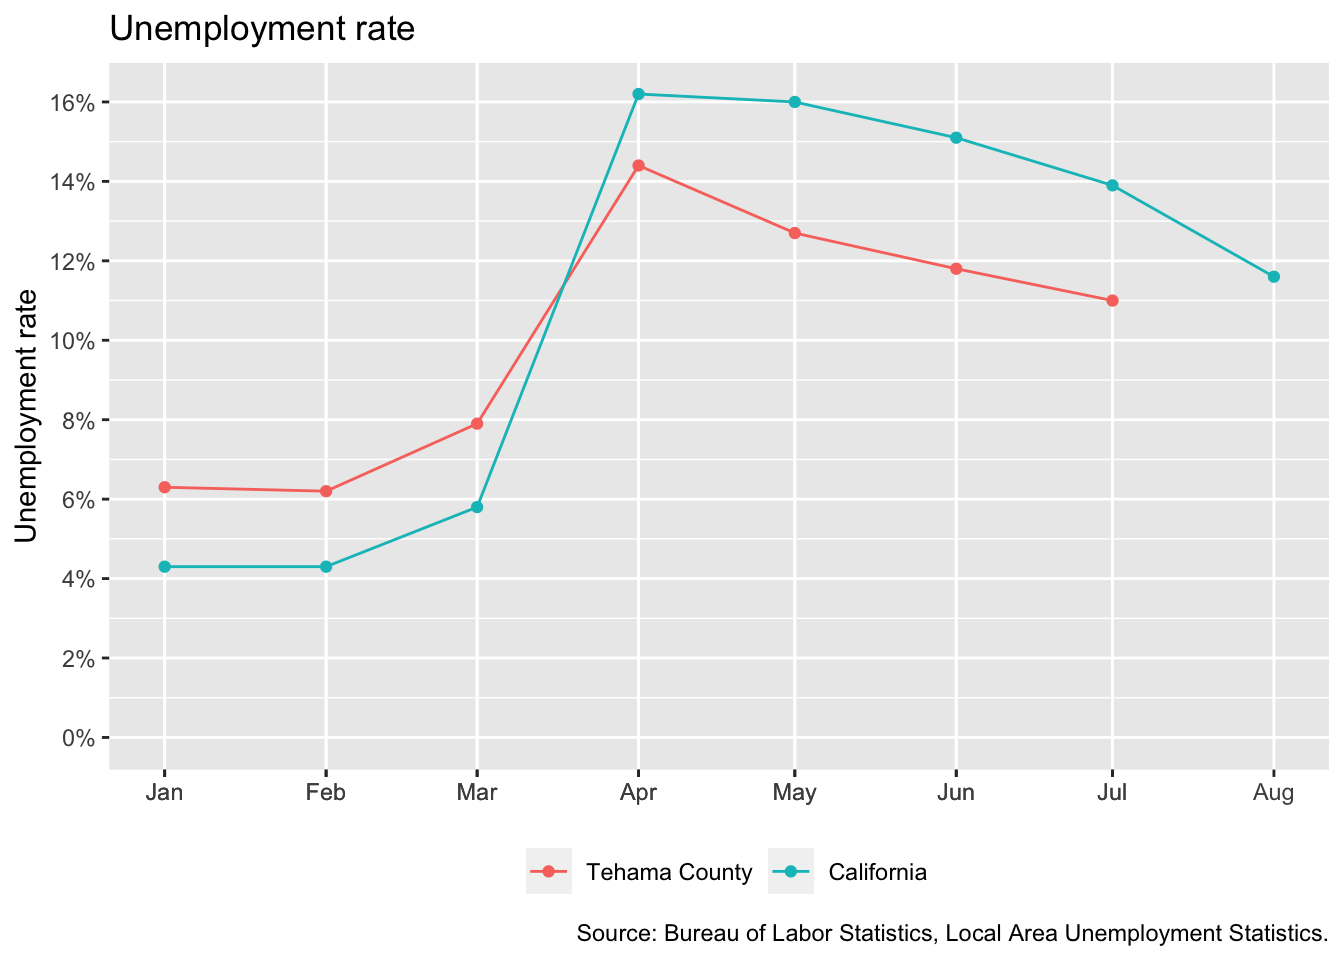 Unemployment rate
Unemployment rate
16%
14%
12%
10%
8%
6%
4%
2%
0%
Jan Feb Mar Apr May Jun Jul Aug
Tehama County California
Source: Bureau of Labor Statistics, Local Area Unemployment Statistics.